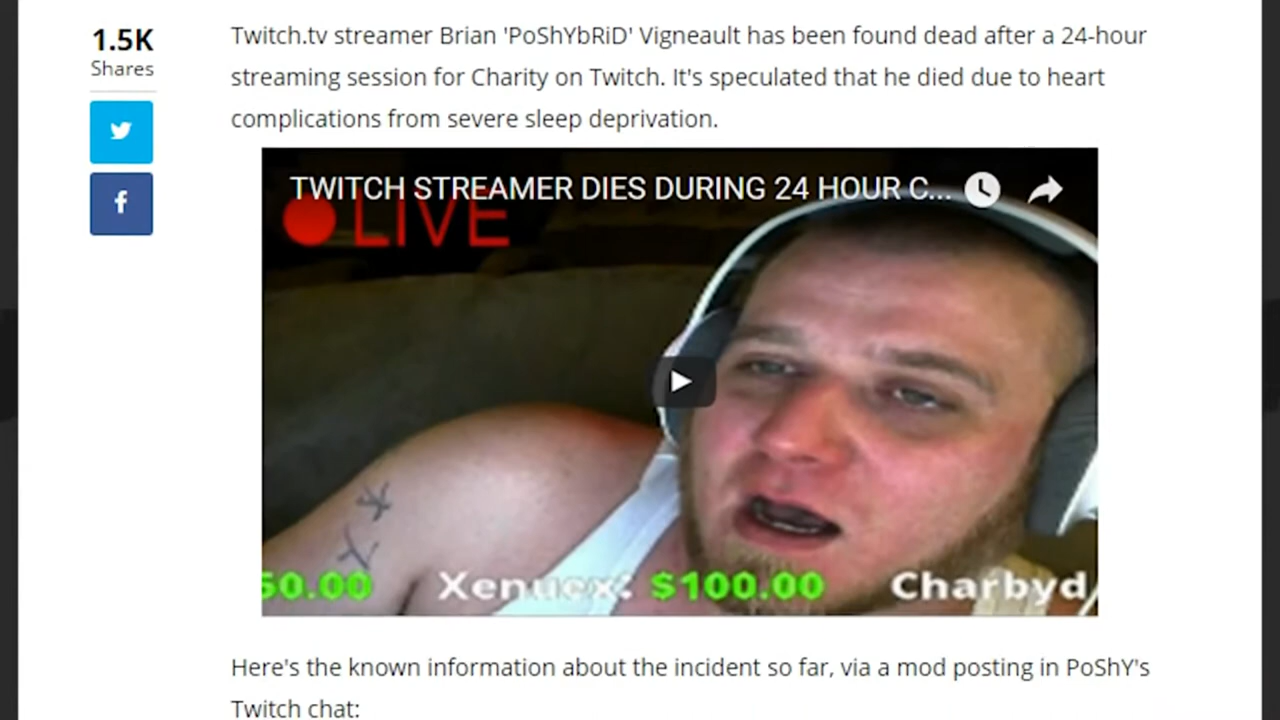 1.5K
Shares
Twitch.tv streamer Brian 'PoShYbRiD' Vigneault has been found dead after a 24-hour
streaming session for Charity on Twitch. It's speculated that he died due to heart
complications from severe sleep deprivation.
TWITCH STREAMER DIES DURING 24 HOUR C...
LIVE
50.00 Xenuex: $100.00 Charbyd
Here's the known information about the incident so far, via a mod posting in PoShY's
Twitch chat: